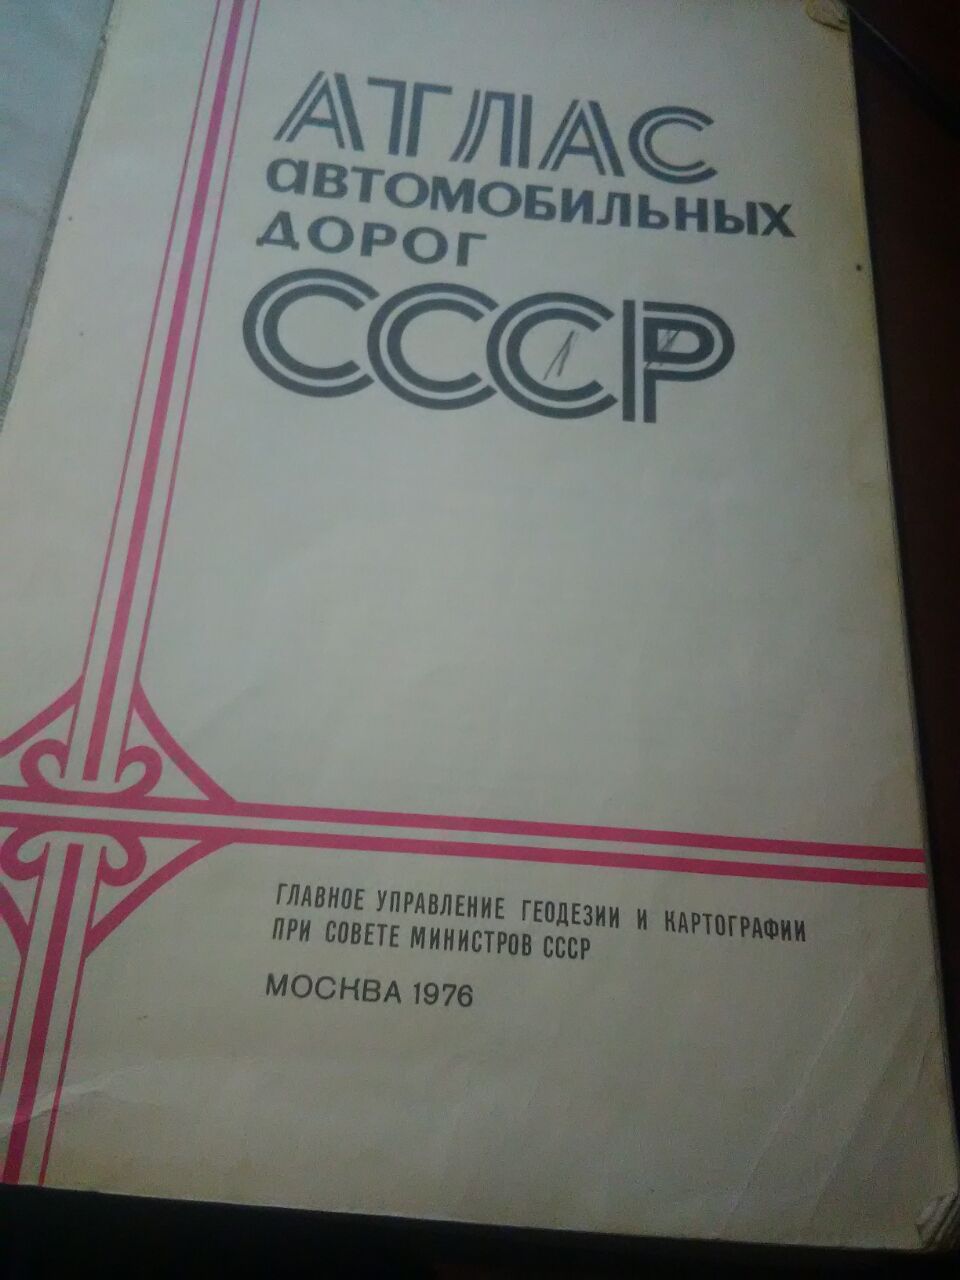 АТЛАС
автомобильных
ДОРОГ
СССР
ГЛАВНОЕ УПРАВЛЕНИЕ ГЕОДЕЗИИ И КАРТОГРАФИИ
ПРИ СОВЕТЕ МИНИСТРОВ СССР
МОСКВА 1976